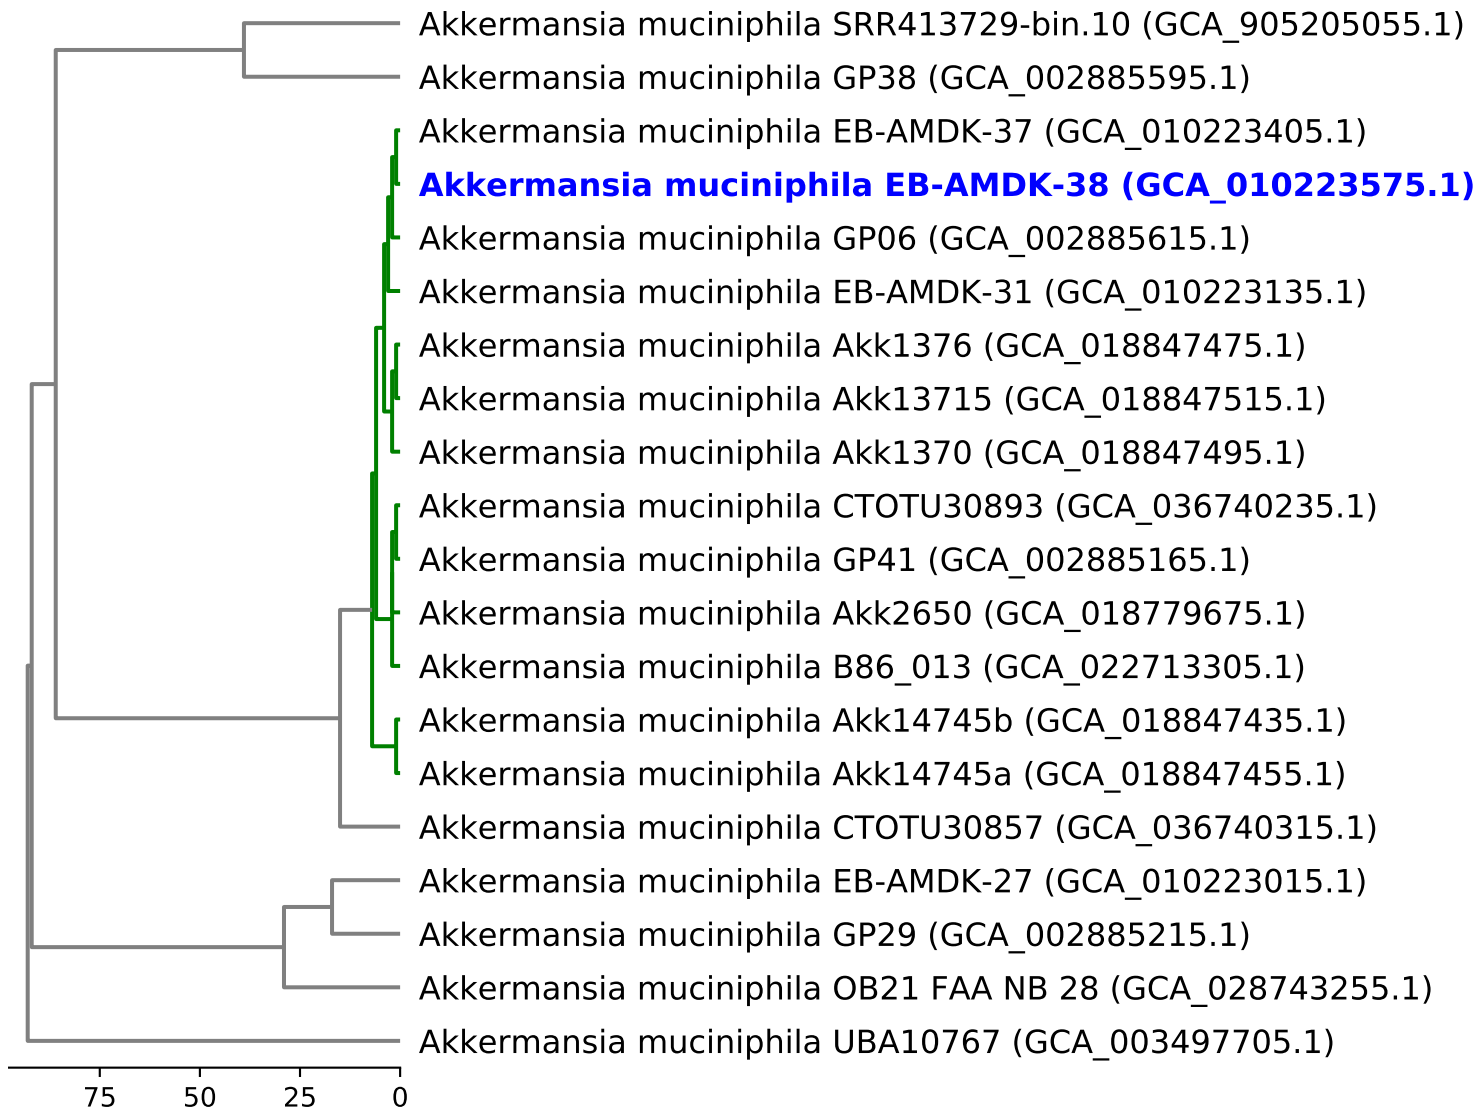 Akkermansia muciniphila SRR413729-bin.10 (GCA_905205055.1)
Akkermansia muciniphila GP38 (GCA_002885595.1)
Akkermansia muciniphila EB-AMDK-37 (GCA_010223405.1)
Akkermansia muciniphila EB-AMDK-38 (GCA_010223575.1)
Akkermansia muciniphila GP06 (GCA_002885615.1)
Akkermansia muciniphila EB-AMDK-31 (GCA_010223135.1)
Akkermansia muciniphila Akk1376 (GCA_018847475.1)
Akkermansia muciniphila Akk13715 (GCA_018847515.1)
Akkermansia muciniphila Akk1370 (GCA_018847495.1)
Akkermansia muciniphila CTOTU30893 (GCA_036740235.1)
Akkermansia muciniphila GP41 (GCA_002885165.1)
Akkermansia muciniphila Akk2650 (GCA_018779675.1)
Akkermansia muciniphila B86_013 (GCA_022713305.1)
Akkermansia muciniphila Akk14745b (GCA_018847435.1)
Akkermansia muciniphila Akk14745a (GCA_018847455.1)
Akkermansia muciniphila CTOTU30857 (GCA_036740315.1)
Akkermansia muciniphila EB-AMDK-27 (GCA_010223015.1)
Akkermansia muciniphila GP29 (GCA_002885215.1)
Akkermansia muciniphila OB21 FAA NB 28 (GCA_028743255.1)
Akkermansia muciniphila UBA10767 (GCA_003497705.1)
75 50 25 0